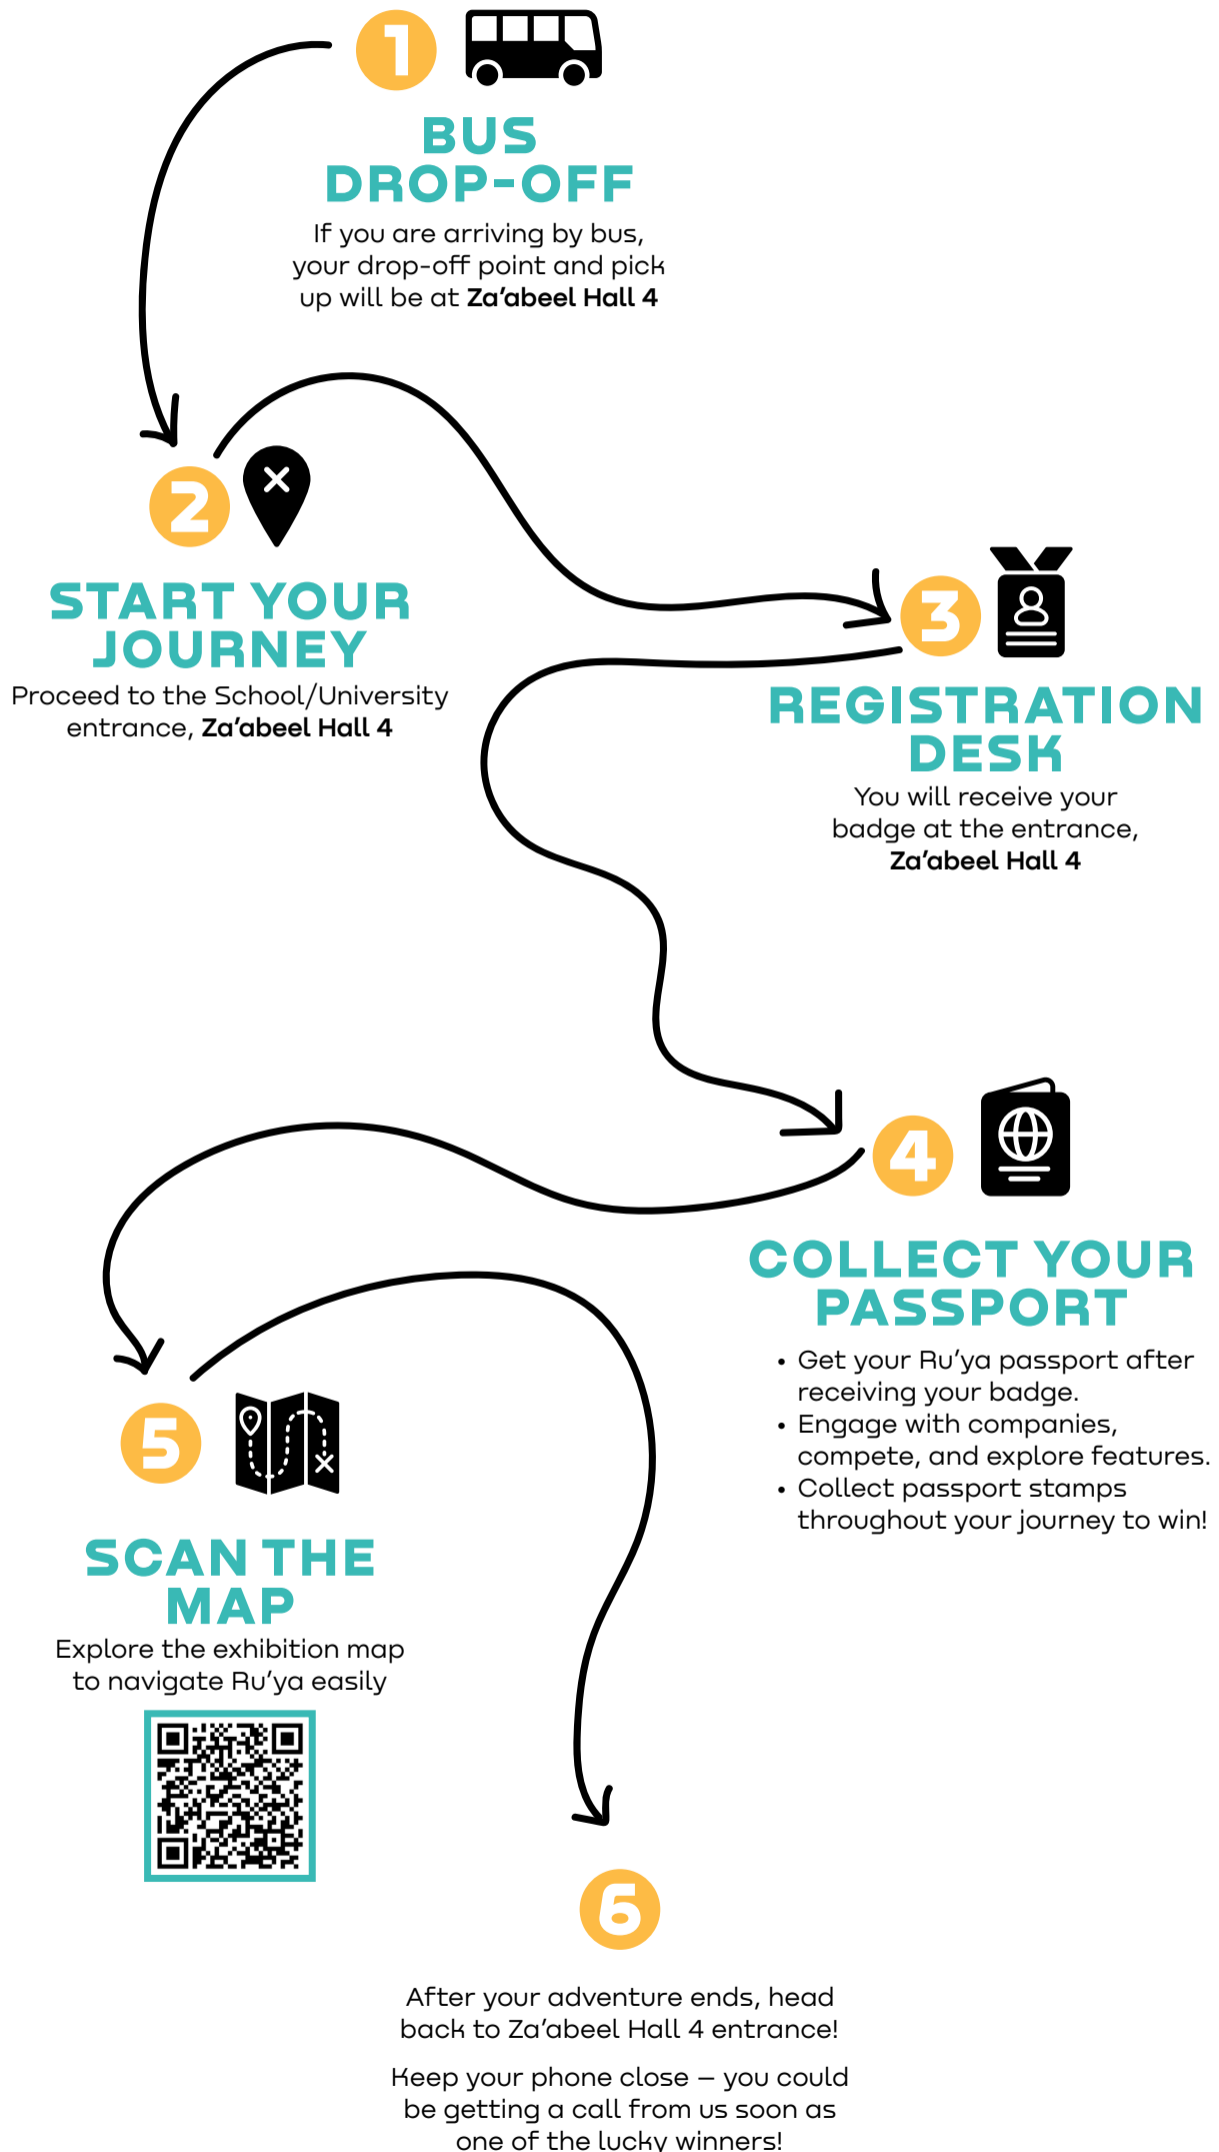 1
BUS
DROP-OFF
If you are arriving by bus,
your drop-off point and pick
up will be at Za'abeel Hall 4
2
START YOUR
JOURNEY
Proceed to the School/University
entrance, Za'abeel Hall 4
3
REGISTRATION
DESK
You will receive your
badge at the entrance,
Za'abeel Hall 4
4
COLLECT YOUR
PASSPORT
• Get your Ru'ya passport after
receiving your badge.
• Engage with companies,
compete, and explore features.
• Collect passport stamps
throughout your journey to win!
5
SCAN THE
MAP
Explore the exhibition map
to navigate Ru'ya easily
6
After your adventure ends, head
back to Za'abeel Hall 4 entrance!
Keep your phone close – you could
be getting a call from us soon as
one of the lucky winners!